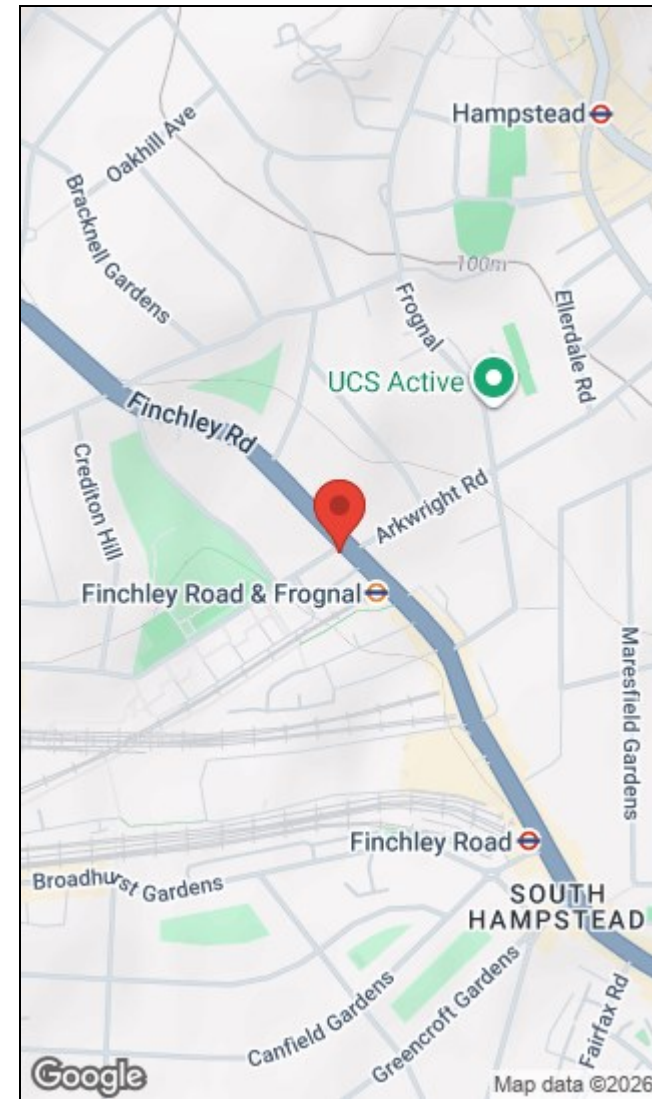 Hampstead
Oakhill Ave
Bracknell Gardens
100m
Frognal
Ellerdale Rd
UCS Active
Finchley Rd
Crediton Hill
Arkwright Rd
Finchley Road & Frognal
Maresfield Gardens
Finchley Road
Broadhurst Gardens
SOUTH
HAMPSTEAD
Canfield Gardens
Greencroft Gardens
Fairfax Rd
Google
Map data ©2026